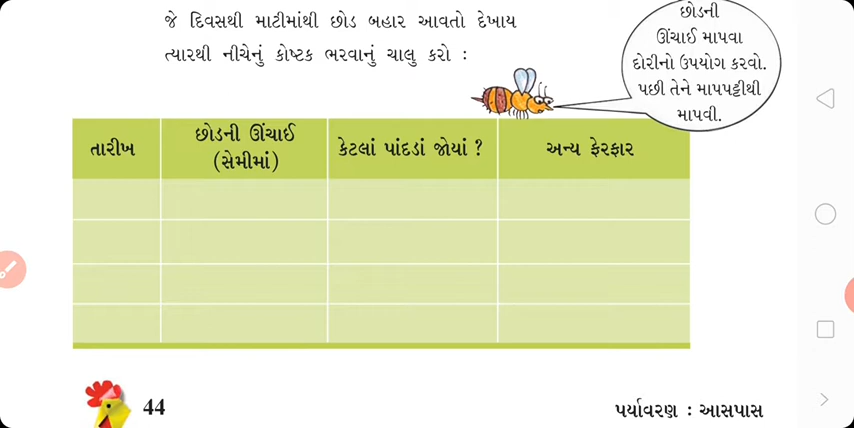 જે દિવસથી માટીમાંથી છોડ બહાર આવતો દેખાય
ત્યારથી નીચેનું કોષ્ટક ભરવાનું ચાલુ કરો :
છોડની
ઊંચાઈ માપવા
દોરીનો ઉપયોગ કરવો.
પછી તેને માપપટ્ટીથી
માપવી.
તારીખ
છોડની ઊંચાઈ
(સેમીમાં)
કેટલાં પાંદડાં જોયાં ?
અન્ય ફેરફાર
44
પર્યાવરણ : આસપાસ